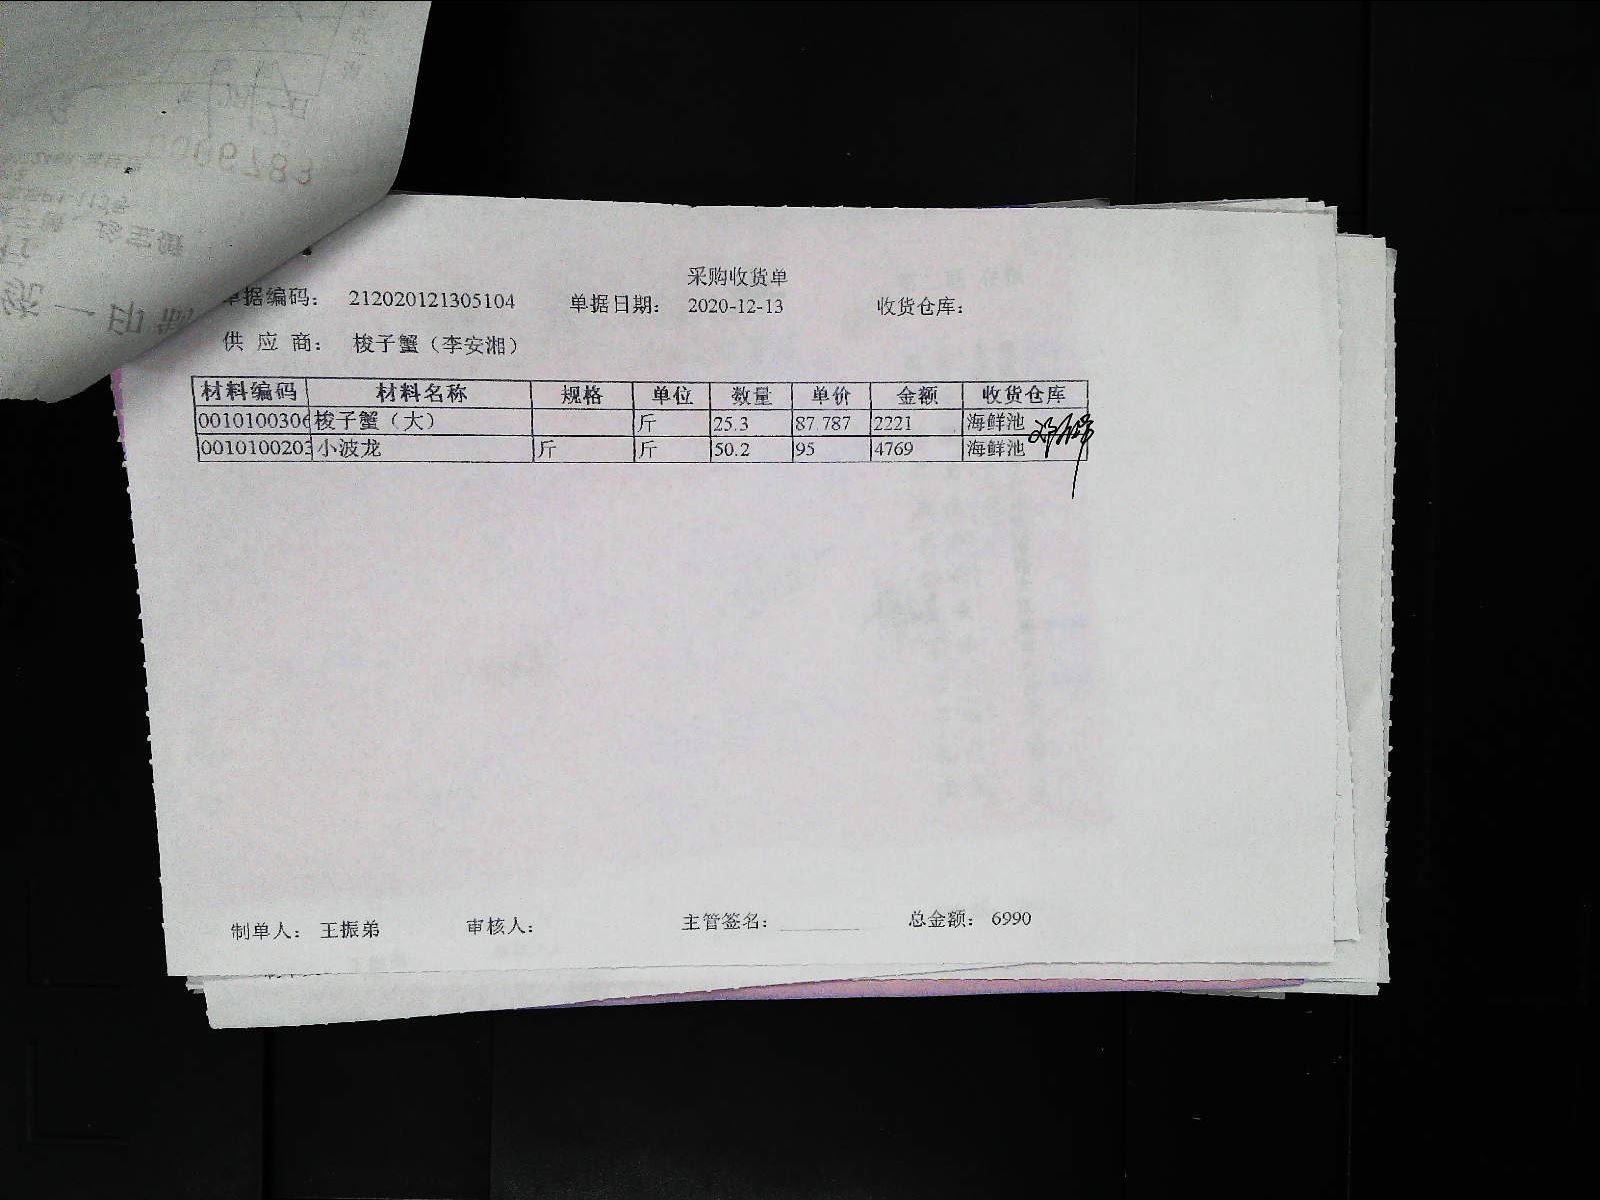 采购收货单
单据编码： 212020121305104 单据日期： 2020-12-13 收货仓库：
供 应 商： 梭子蟹（李安湘）
材料编码 材料名称 规格 单位 数量 单价 金额 收货仓库
0010100306 梭子蟹（大） 斤 25.3 87.787 2221 海鲜池
0010100203 小波龙 斤 斤 50.2 95 4769 海鲜池
制单人： 王振弟 审核人： 主管签名： 总金额： 6990